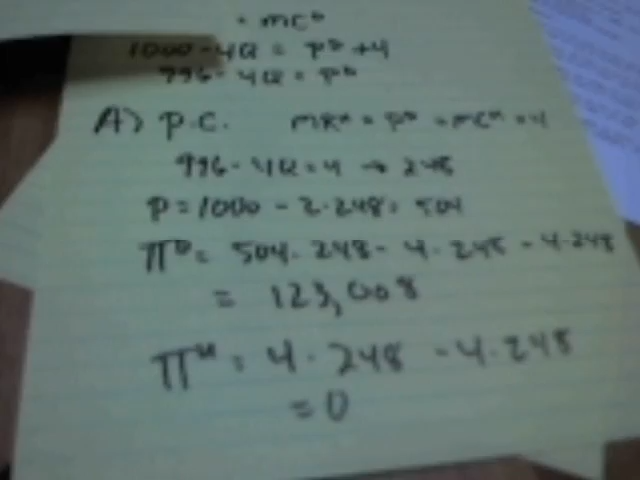 = MC^D
1000 - 4Q = P^D + 4
996 - 4Q = P^D
A) P.C. MR^u = P^D = MC^u = 4
996 - 4Q = 4 → 248
P = 1000 - 2·248 = 504
π^D = 504·248 - 4·248 - 4·248
= 123,008
π^u = 4·248 - 4·248
= 0